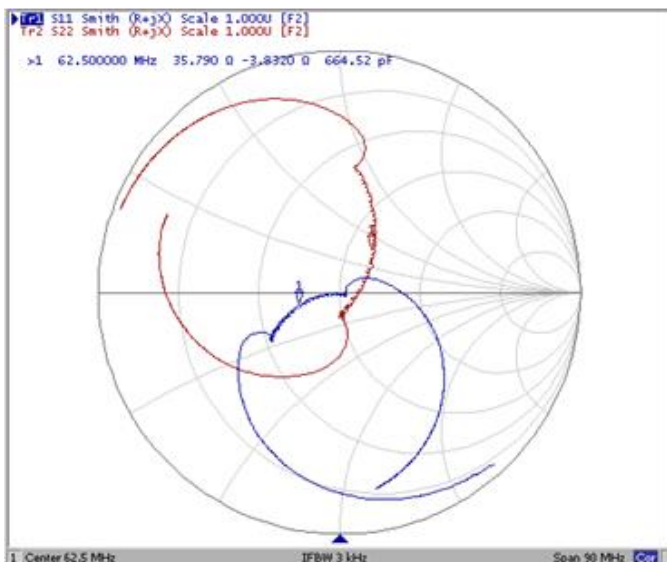 Tr1 S11 Smith (R+jX) Scale 1.000U [F2]
Tr2 S22 Smith (R+jX) Scale 1.000U [F2]
>1 62.500000 MHz 35.790 Ω -3.8320 Ω 664.52 pF
1
1 Center 62.5 MHz IFBW 3 kHz Span 90 MHz Cor